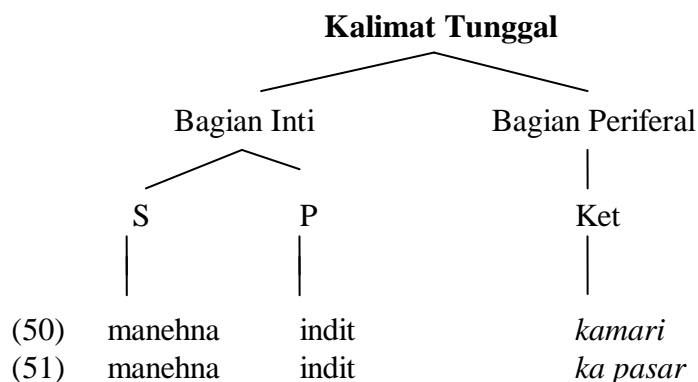 Kalimat Tunggal
Bagian Inti Bagian Periferal
S P Ket
(50) manehna indit kamari
(51) manehna indit ka pasar